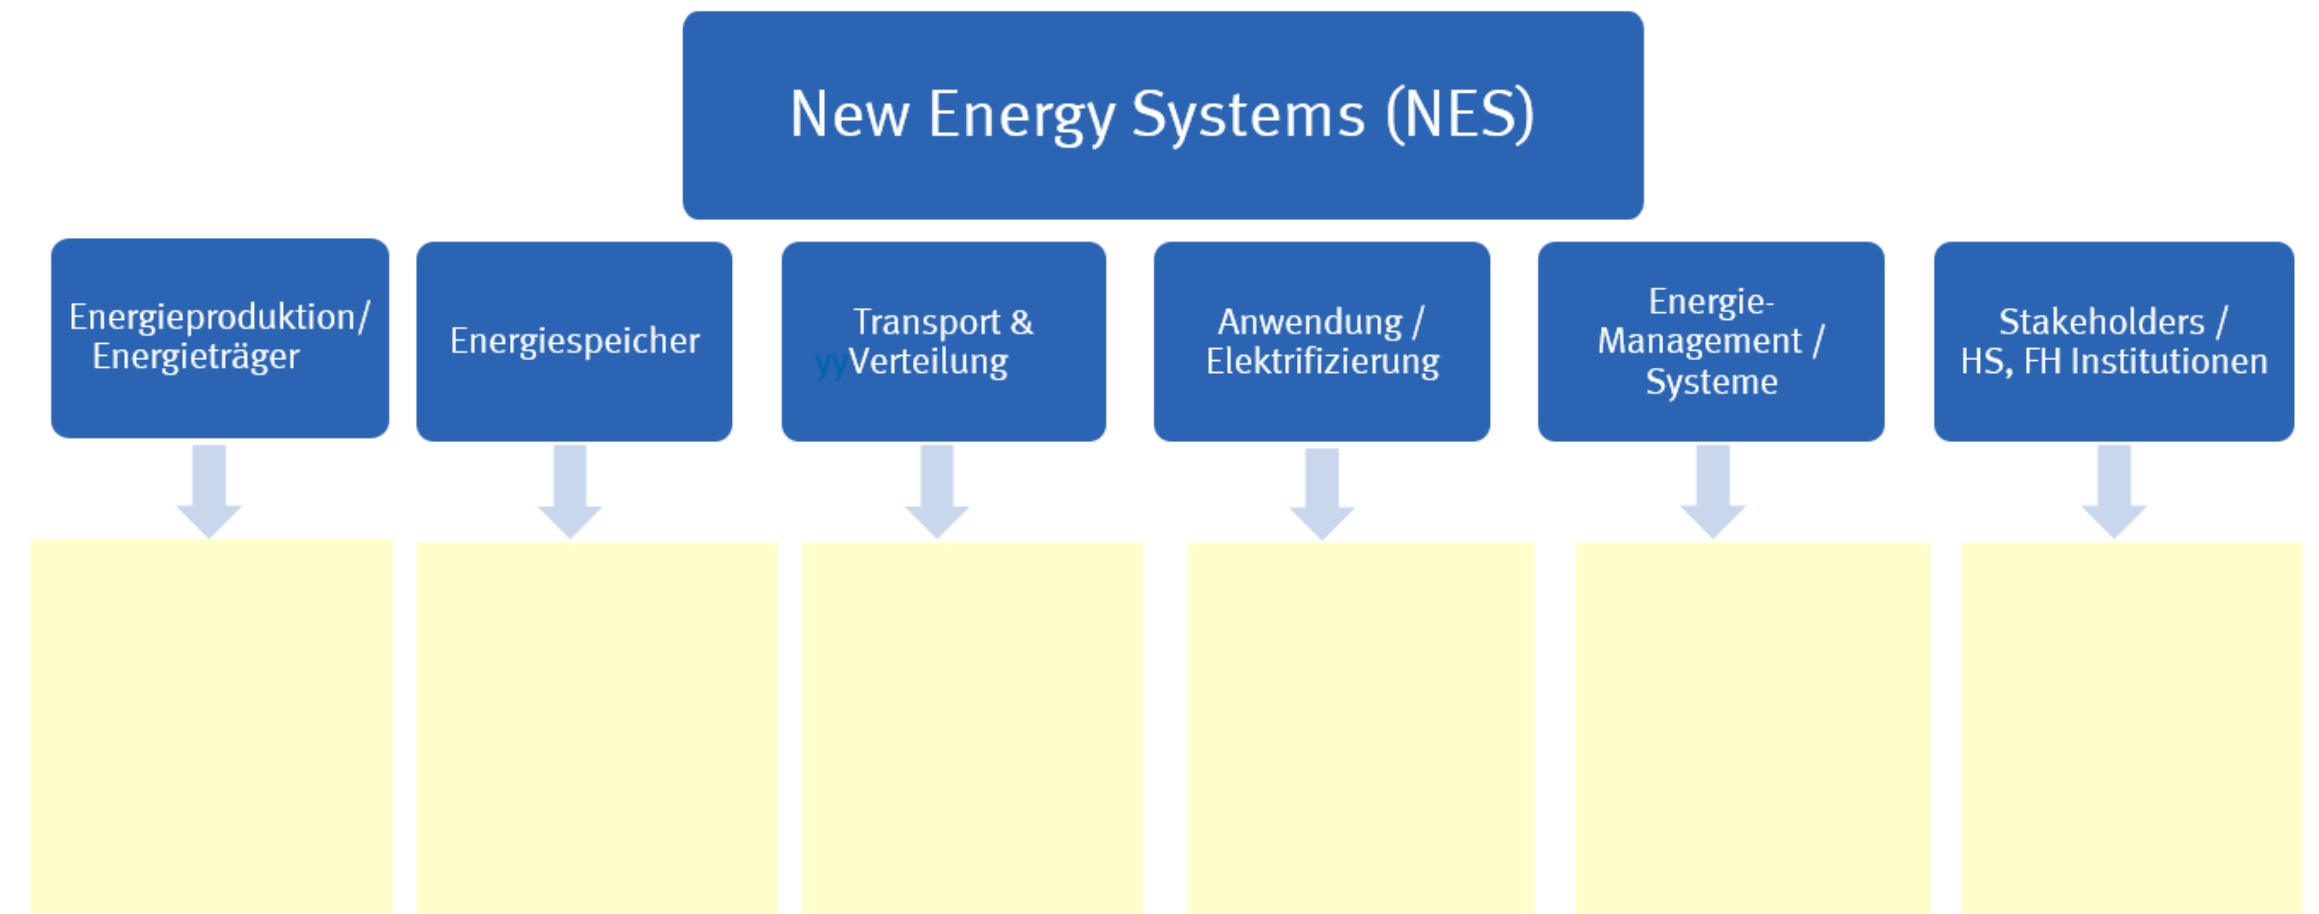 New Energy Systems (NES)
Energieproduktion/
Energieträger
Energiespeicher
Transport &
yyVerteilung
Anwendung /
Elektrifizierung
Energie-
Management /
Systeme
Stakeholders /
HS, FH Institutionen